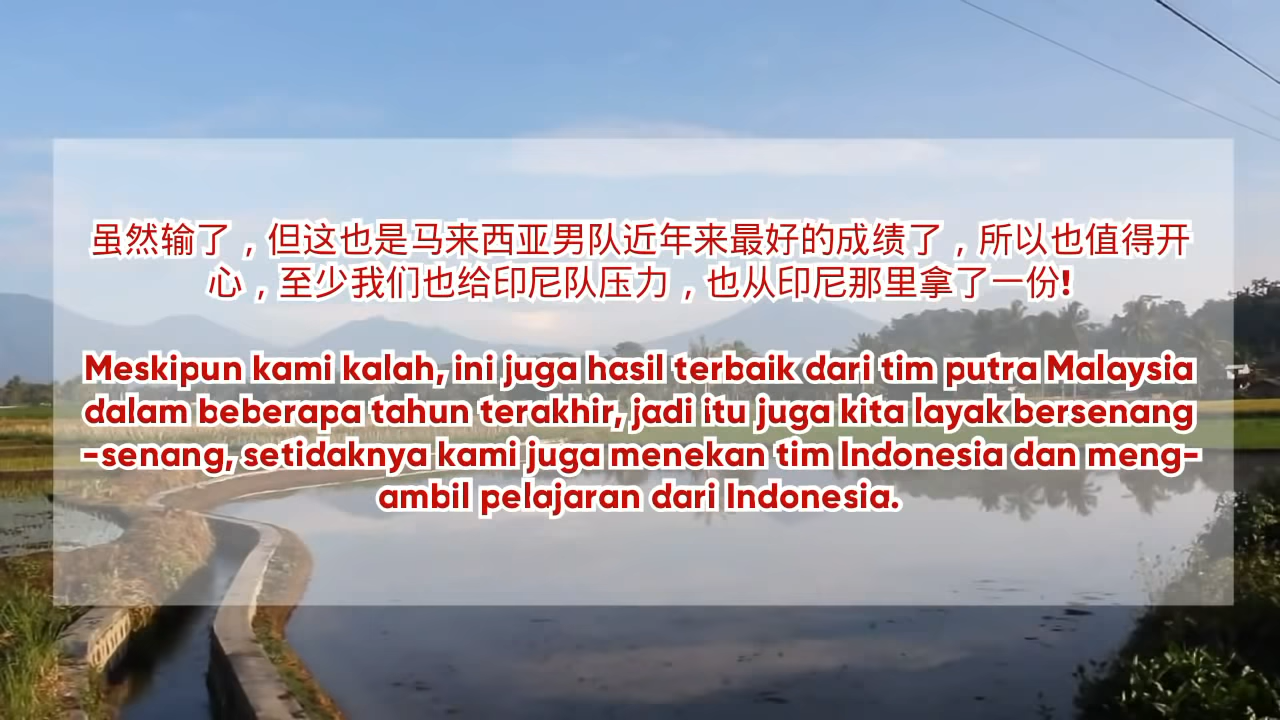 虽然输了，但这也是马来西亚男队近年来最好的成绩了，所以也值得开
心，至少我们也给印尼队压力，也从印尼那里拿了一份!
Meskipun kami kalah, ini juga hasil terbaik dari tim putra Malaysia
dalam beberapa tahun terakhir, jadi itu juga kita layak bersenang
-senang, setidaknya kami juga menekan tim Indonesia dan meng-
ambil pelajaran dari Indonesia.